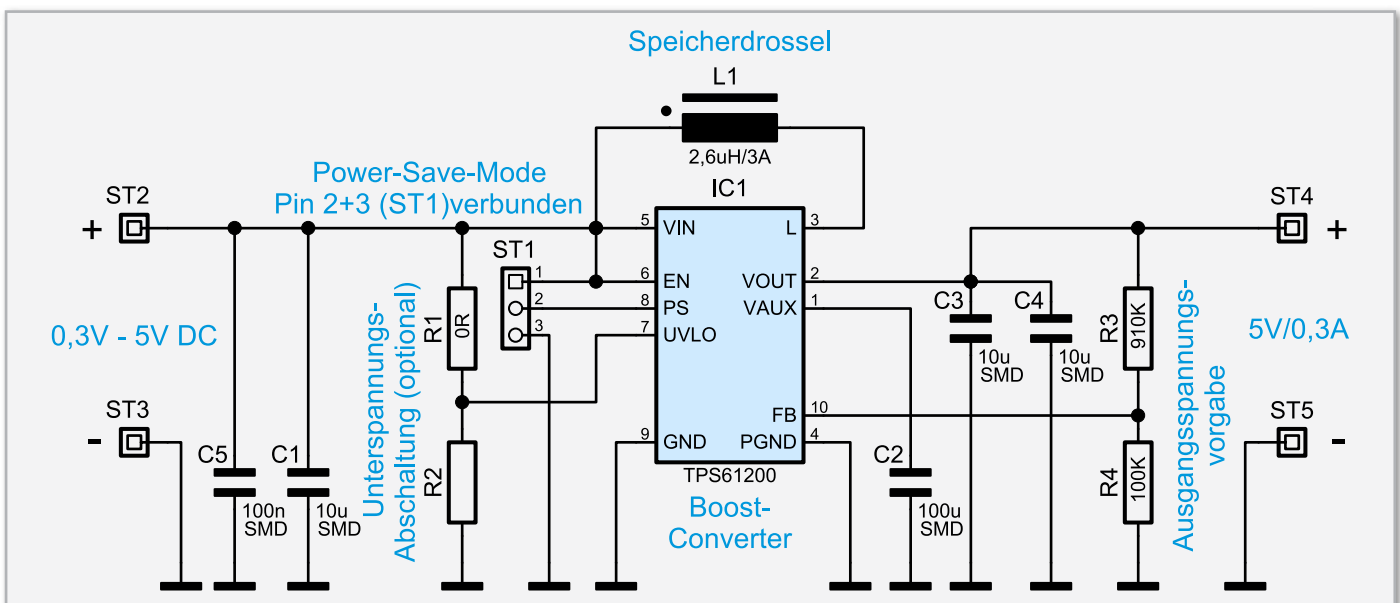 Speicherdrossel
L1
2,6uH/3A
Power-Save-Mode
Pin 2+3 (ST1)verbunden
IC1
ST2
+
ST4
+
5
VIN
L
3
ST1
1
2
3
6
EN
VOUT
2
8
PS
VAUX
1
7
UVLO
0,3V - 5V DC
Unterspannungs-
Abschaltung (optional)
R1
0R
C3
10u
SMD
C4
10u
SMD
R3
910K
Ausgangsspannungs-
vorgabe
5V/0,3A
ST3
-
FB
10
ST5
-
9
GND
PGND
4
TPS61200
C5
100n
SMD
C1
10u
SMD
R2
C2
100u
SMD
R4
100K
Boost-
Converter